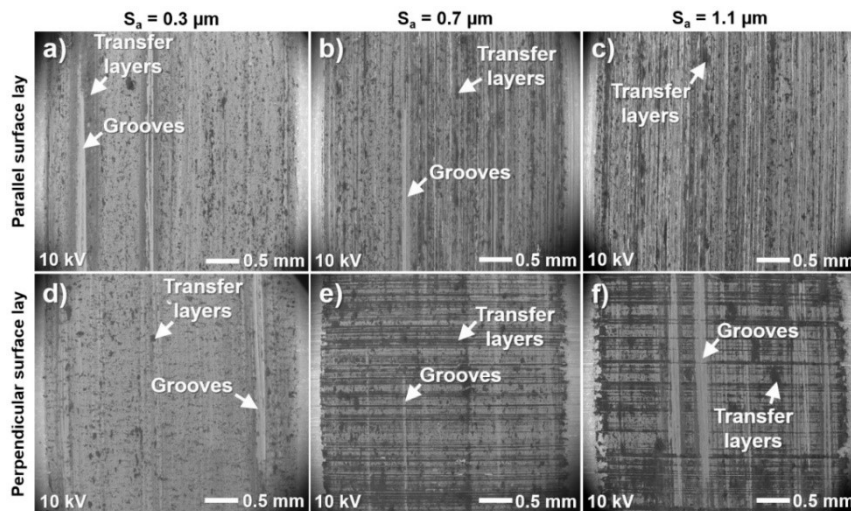 Sₐ = 0.3 µm
Sₐ = 0.7 µm
Sₐ = 1.1 µm
Parallel surface lay
a)
Transfer
layers
Grooves
10 kV
0.5 mm
b)
Transfer
layers
Grooves
10 kV
0.5 mm
c)
Transfer
layers
10 kV
0.5 mm
Perpendicular surface lay
d)
Transfer
layers
Grooves
10 kV
0.5 mm
e)
Transfer
layers
Grooves
10 kV
0.5 mm
f)
Grooves
Transfer
layers
10 kV
0.5 mm